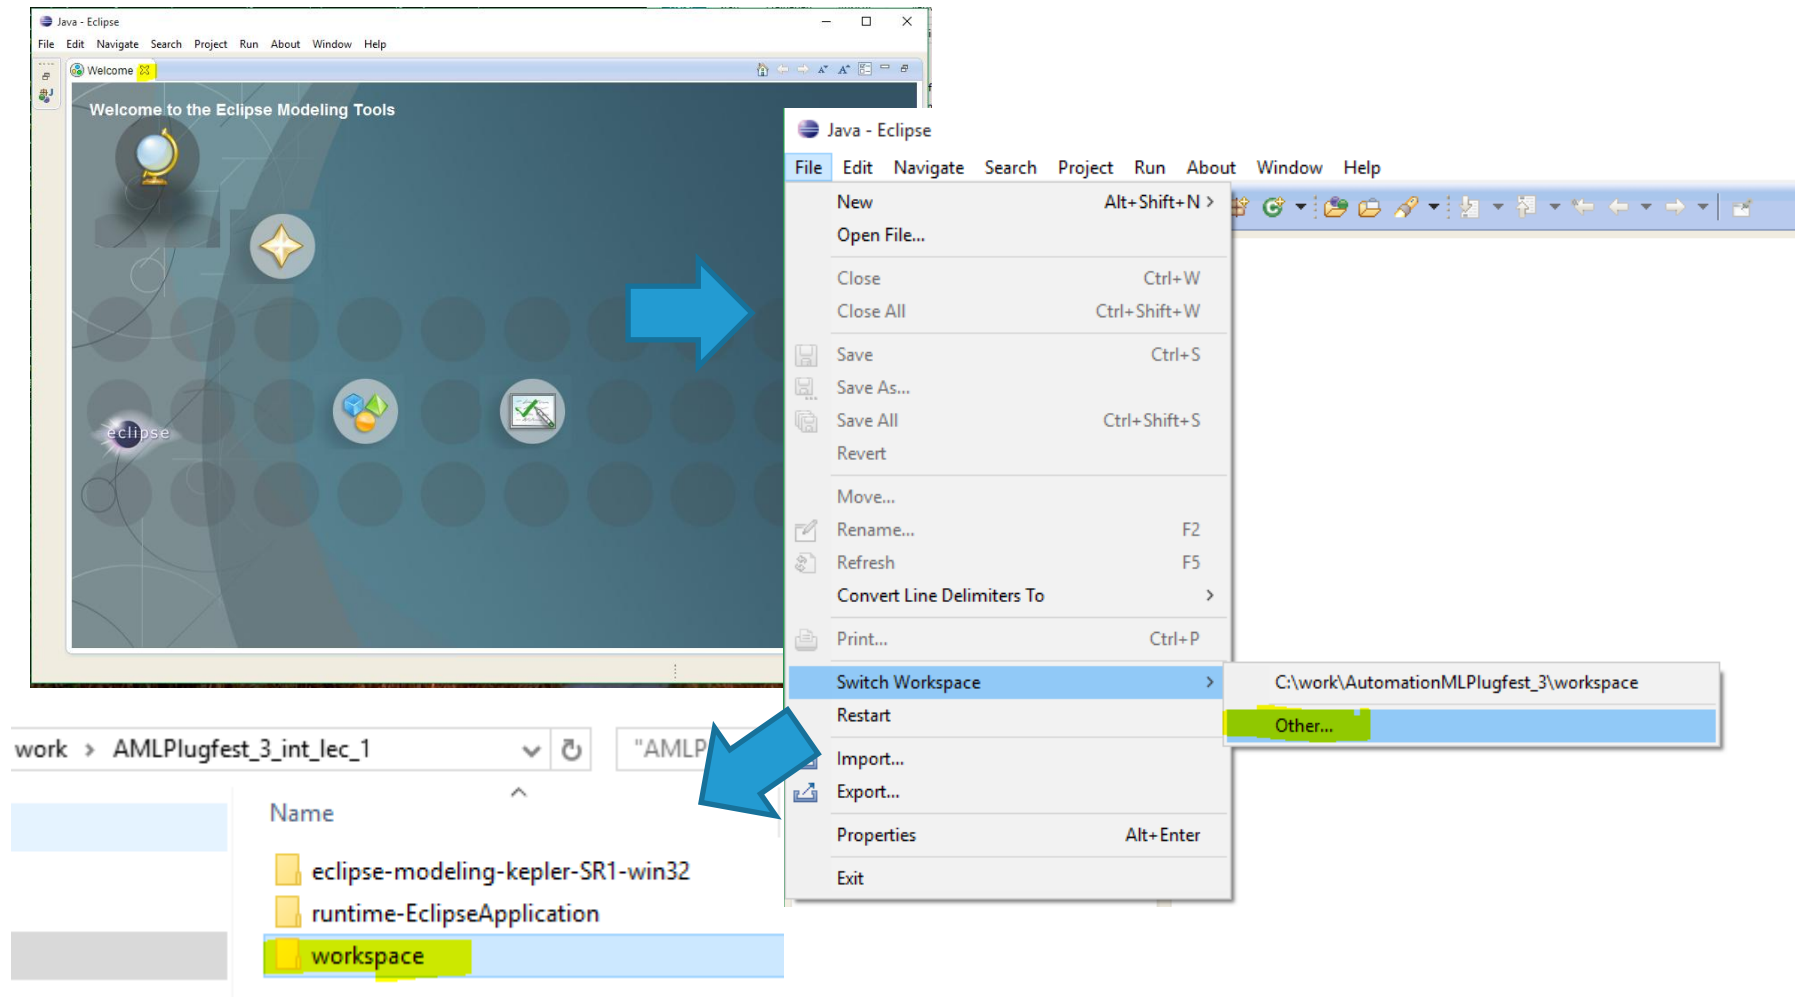 Java - Eclipse
File Edit Navigate Search Project Run About Window Help
Welcome
Welcome to the Eclipse Modeling Tools
eclipse
Java - Eclipse
File Edit Navigate Search Project Run About Window Help
New Alt+Shift+N >
Open File...
Close Ctrl+W
Close All Ctrl+Shift+W
Save Ctrl+S
Save As...
Save All Ctrl+Shift+S
Revert
Move...
Rename... F2
Refresh F5
Convert Line Delimiters To >
Print... Ctrl+P
Switch Workspace >
C:\work\AutomationMLPlugfest_3\workspace
Other...
Restart
Import...
Export...
Properties Alt+Enter
Exit
work > AMLPlugfest_3_int_lec_1 "AMLP
Name
eclipse-modeling-kepler-SR1-win32
runtime-EclipseApplication
workspace